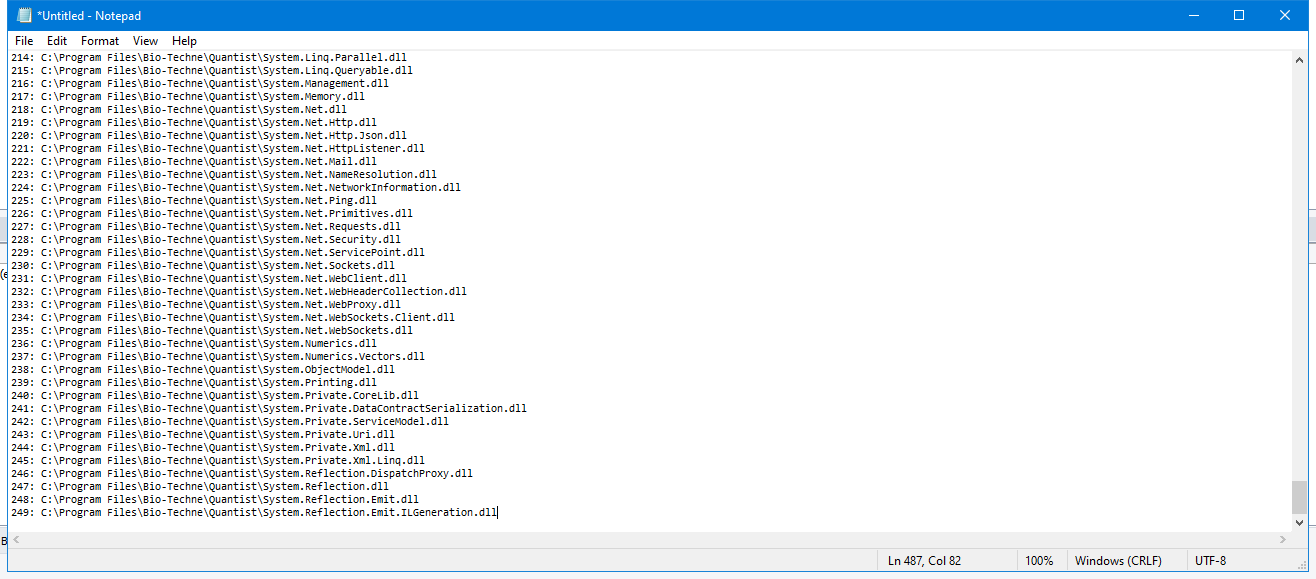 *Untitled - Notepad
File Edit Format View Help
214: C:\Program Files\Bio-Techne\Quantist\System.Linq.Parallel.dll
215: C:\Program Files\Bio-Techne\Quantist\System.Linq.Queryable.dll
216: C:\Program Files\Bio-Techne\Quantist\System.Management.dll
217: C:\Program Files\Bio-Techne\Quantist\System.Memory.dll
218: C:\Program Files\Bio-Techne\Quantist\System.Net.dll
219: C:\Program Files\Bio-Techne\Quantist\System.Net.Http.dll
220: C:\Program Files\Bio-Techne\Quantist\System.Net.Http.Json.dll
221: C:\Program Files\Bio-Techne\Quantist\System.Net.HttpListener.dll
222: C:\Program Files\Bio-Techne\Quantist\System.Net.Mail.dll
223: C:\Program Files\Bio-Techne\Quantist\System.Net.NameResolution.dll
224: C:\Program Files\Bio-Techne\Quantist\System.Net.NetworkInformation.dll
225: C:\Program Files\Bio-Techne\Quantist\System.Net.Ping.dll
226: C:\Program Files\Bio-Techne\Quantist\System.Net.Primitives.dll
227: C:\Program Files\Bio-Techne\Quantist\System.Net.Requests.dll
228: C:\Program Files\Bio-Techne\Quantist\System.Net.Security.dll
229: C:\Program Files\Bio-Techne\Quantist\System.Net.ServicePoint.dll
230: C:\Program Files\Bio-Techne\Quantist\System.Net.Sockets.dll
231: C:\Program Files\Bio-Techne\Quantist\System.Net.WebClient.dll
232: C:\Program Files\Bio-Techne\Quantist\System.Net.WebHeaderCollection.dll
233: C:\Program Files\Bio-Techne\Quantist\System.Net.WebProxy.dll
234: C:\Program Files\Bio-Techne\Quantist\System.Net.WebSockets.Client.dll
235: C:\Program Files\Bio-Techne\Quantist\System.Net.WebSockets.dll
236: C:\Program Files\Bio-Techne\Quantist\System.Numerics.dll
237: C:\Program Files\Bio-Techne\Quantist\System.Numerics.Vectors.dll
238: C:\Program Files\Bio-Techne\Quantist\System.ObjectModel.dll
239: C:\Program Files\Bio-Techne\Quantist\System.Printing.dll
240: C:\Program Files\Bio-Techne\Quantist\System.Private.CoreLib.dll
241: C:\Program Files\Bio-Techne\Quantist\System.Private.DataContractSerialization.dll
242: C:\Program Files\Bio-Techne\Quantist\System.Private.ServiceModel.dll
243: C:\Program Files\Bio-Techne\Quantist\System.Private.Uri.dll
244: C:\Program Files\Bio-Techne\Quantist\System.Private.Xml.dll
245: C:\Program Files\Bio-Techne\Quantist\System.Private.Xml.Linq.dll
246: C:\Program Files\Bio-Techne\Quantist\System.Reflection.DispatchProxy.dll
247: C:\Program Files\Bio-Techne\Quantist\System.Reflection.dll
248: C:\Program Files\Bio-Techne\Quantist\System.Reflection.Emit.dll
249: C:\Program Files\Bio-Techne\Quantist\System.Reflection.Emit.ILGeneration.dll
Ln 487, Col 82 100% Windows (CRLF) UTF-8